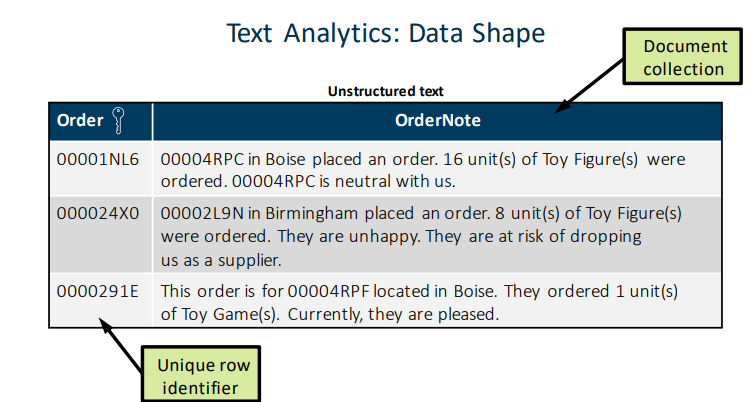 Text Analytics: Data Shape
Document
collection
Unstructured text
Order
OrderNote
00001NL6
00004RPC in Boise placed an order. 16 unit(s) of Toy Figure(s) were
ordered. 00004RPC is neutral with us.
000024X0
00002L9N in Birmingham placed an order. 8 unit(s) of Toy Figure(s)
were ordered. They are unhappy. They are at risk of dropping
us as a supplier.
0000291E
This order is for 00004RPF located in Boise. They ordered 1 unit(s)
of Toy Game(s). Currently, they are pleased.
Unique row
identifier